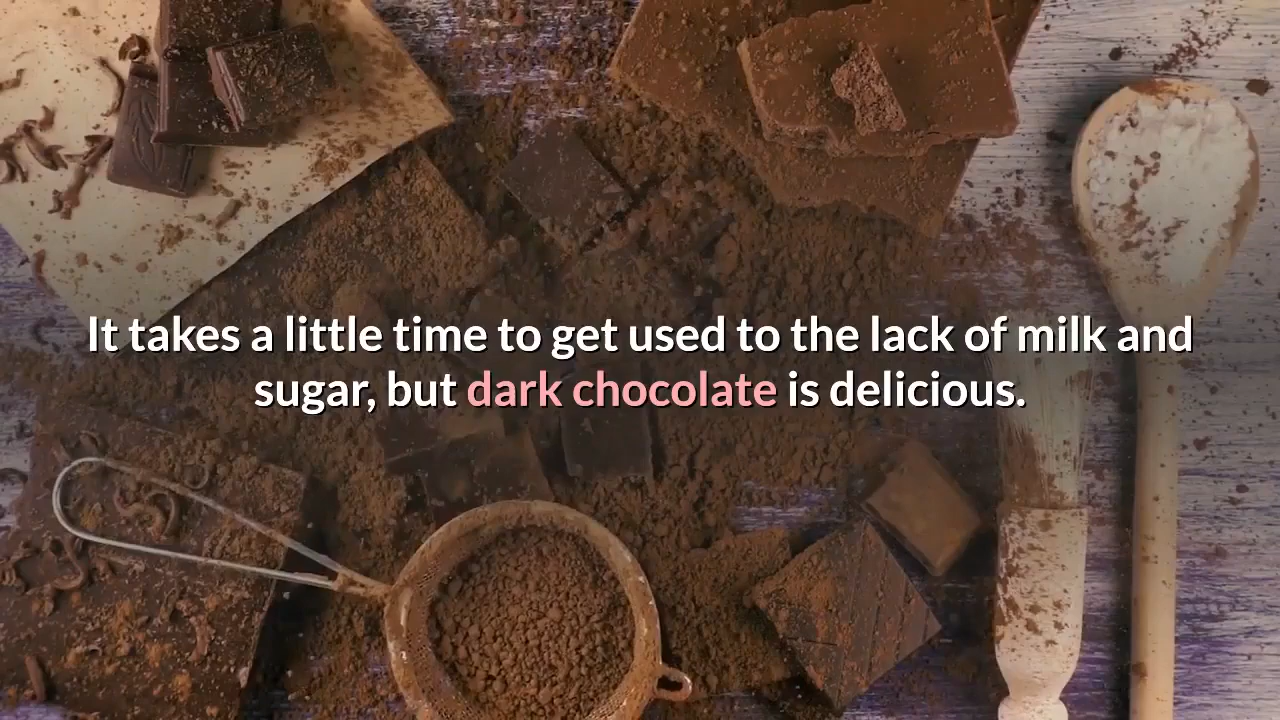 It takes a little time to get used to the lack of milk and
sugar, but dark chocolate is delicious.